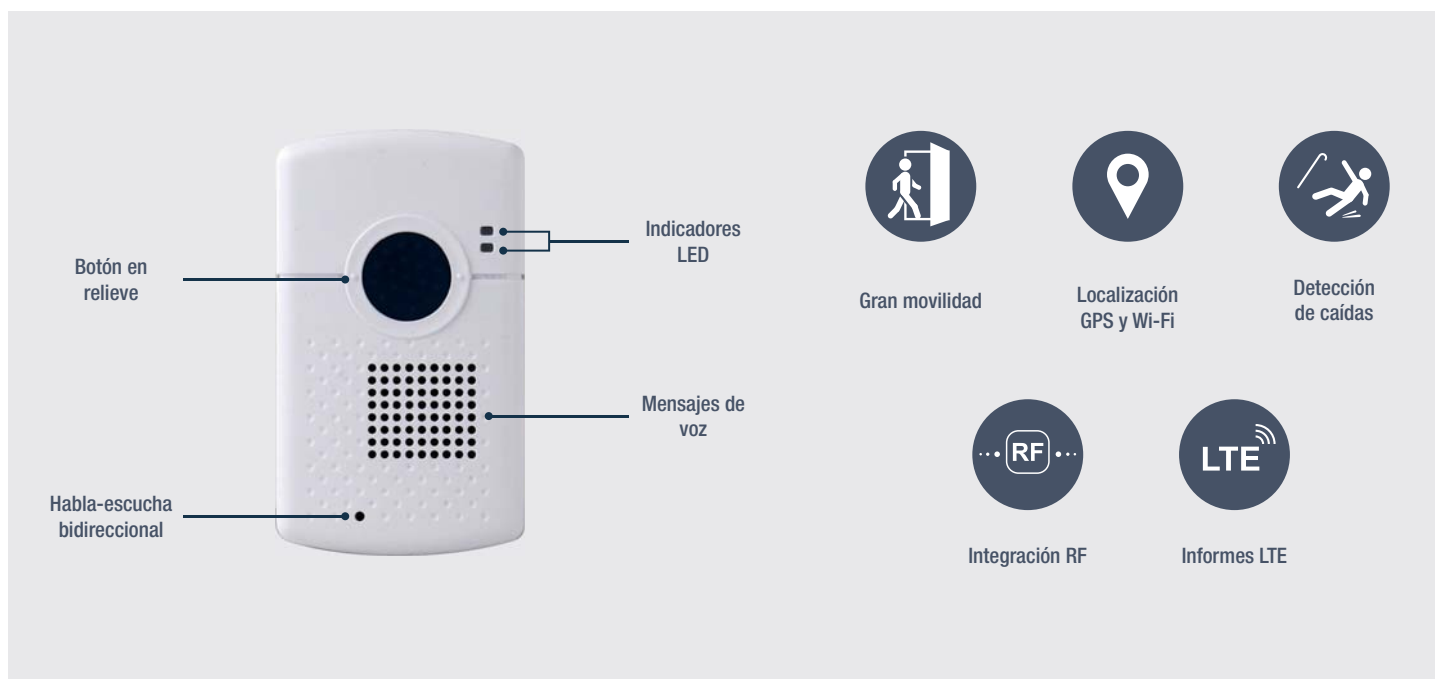 Botón en
relieve
Habla-escucha
bidireccional
Indicadores
LED
Mensajes de
voz
Gran movilidad
Localización
GPS y Wi-Fi
Detección
de caídas
RF
Integración RF
LTE
Informes LTE